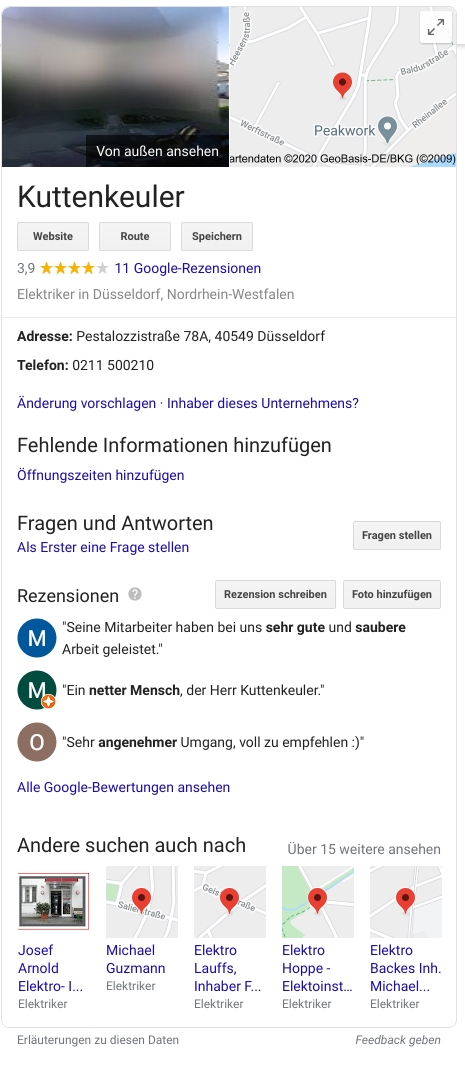 Heesenstraße
Baldurstraße
Rheinallee
Werftstraße
Peakwork
Von außen ansehen
artendaten ©2020 GeoBasis-DE/BKG (©2009)
Kuttenkeuler
Website Route Speichern
3,9 11 Google-Rezensionen
Elektriker in Düsseldorf, Nordrhein-Westfalen
Adresse: Pestalozzistraße 78A, 40549 Düsseldorf
Telefon: 0211 500210
Änderung vorschlagen · Inhaber dieses Unternehmens?
Fehlende Informationen hinzufügen
Öffnungszeiten hinzufügen
Fragen und Antworten
Fragen stellen
Als Erster eine Frage stellen
Rezensionen ? Rezension schreiben Foto hinzufügen
M "Seine Mitarbeiter haben bei uns sehr gute und saubere
Arbeit geleistet."
M "Ein netter Mensch, der Herr Kuttenkeuler."
O "Sehr angenehmer Umgang, voll zu empfehlen :)"
Alle Google-Bewertungen ansehen
Andere suchen auch nach Über 15 weitere ansehen
Josef
Arnold
Elektro- I...
Elektriker
Michael
Guzmann
Elektriker
Elektro
Lauffs,
Inhaber F...
Elektriker
Elektro
Hoppe -
Elektoinst...
Elektriker
Elektro
Backes Inh.
Michael...
Elektriker
Erläuterungen zu diesen Daten Feedback geben